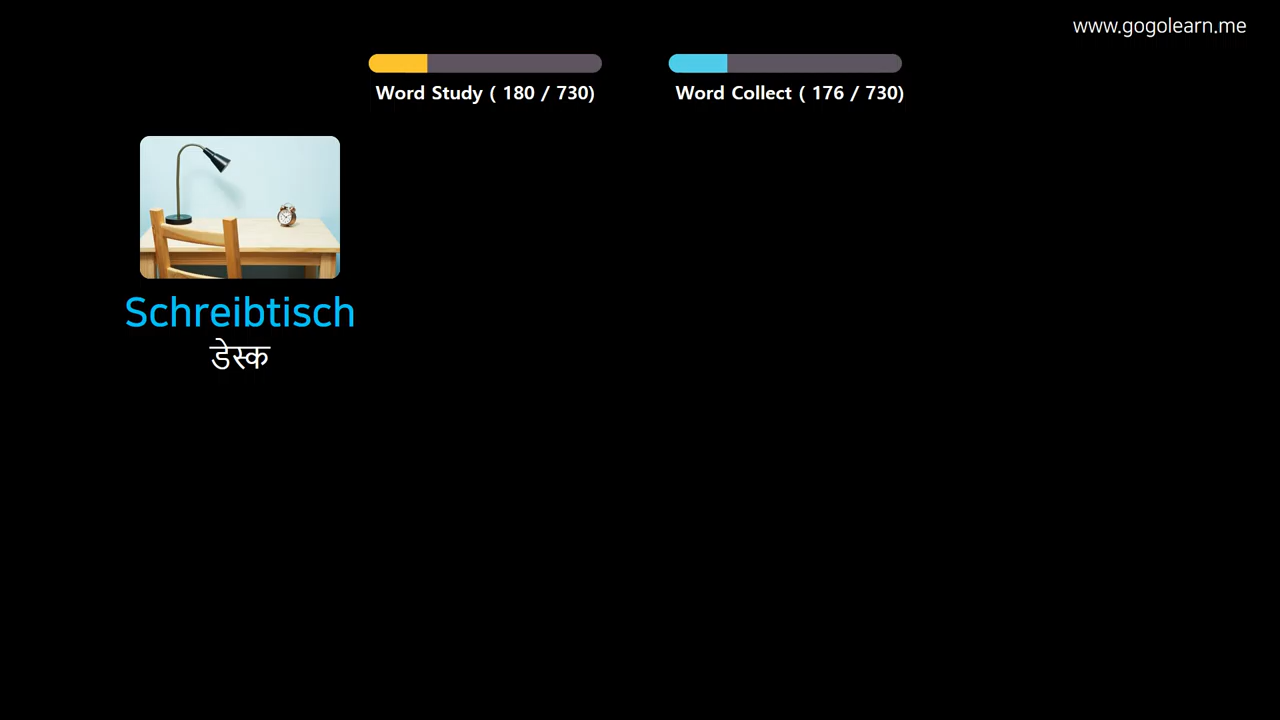 www.gogolearn.me
Word Study ( 180 / 730)
Word Collect ( 176 / 730)
Schreibtisch
डेस्क